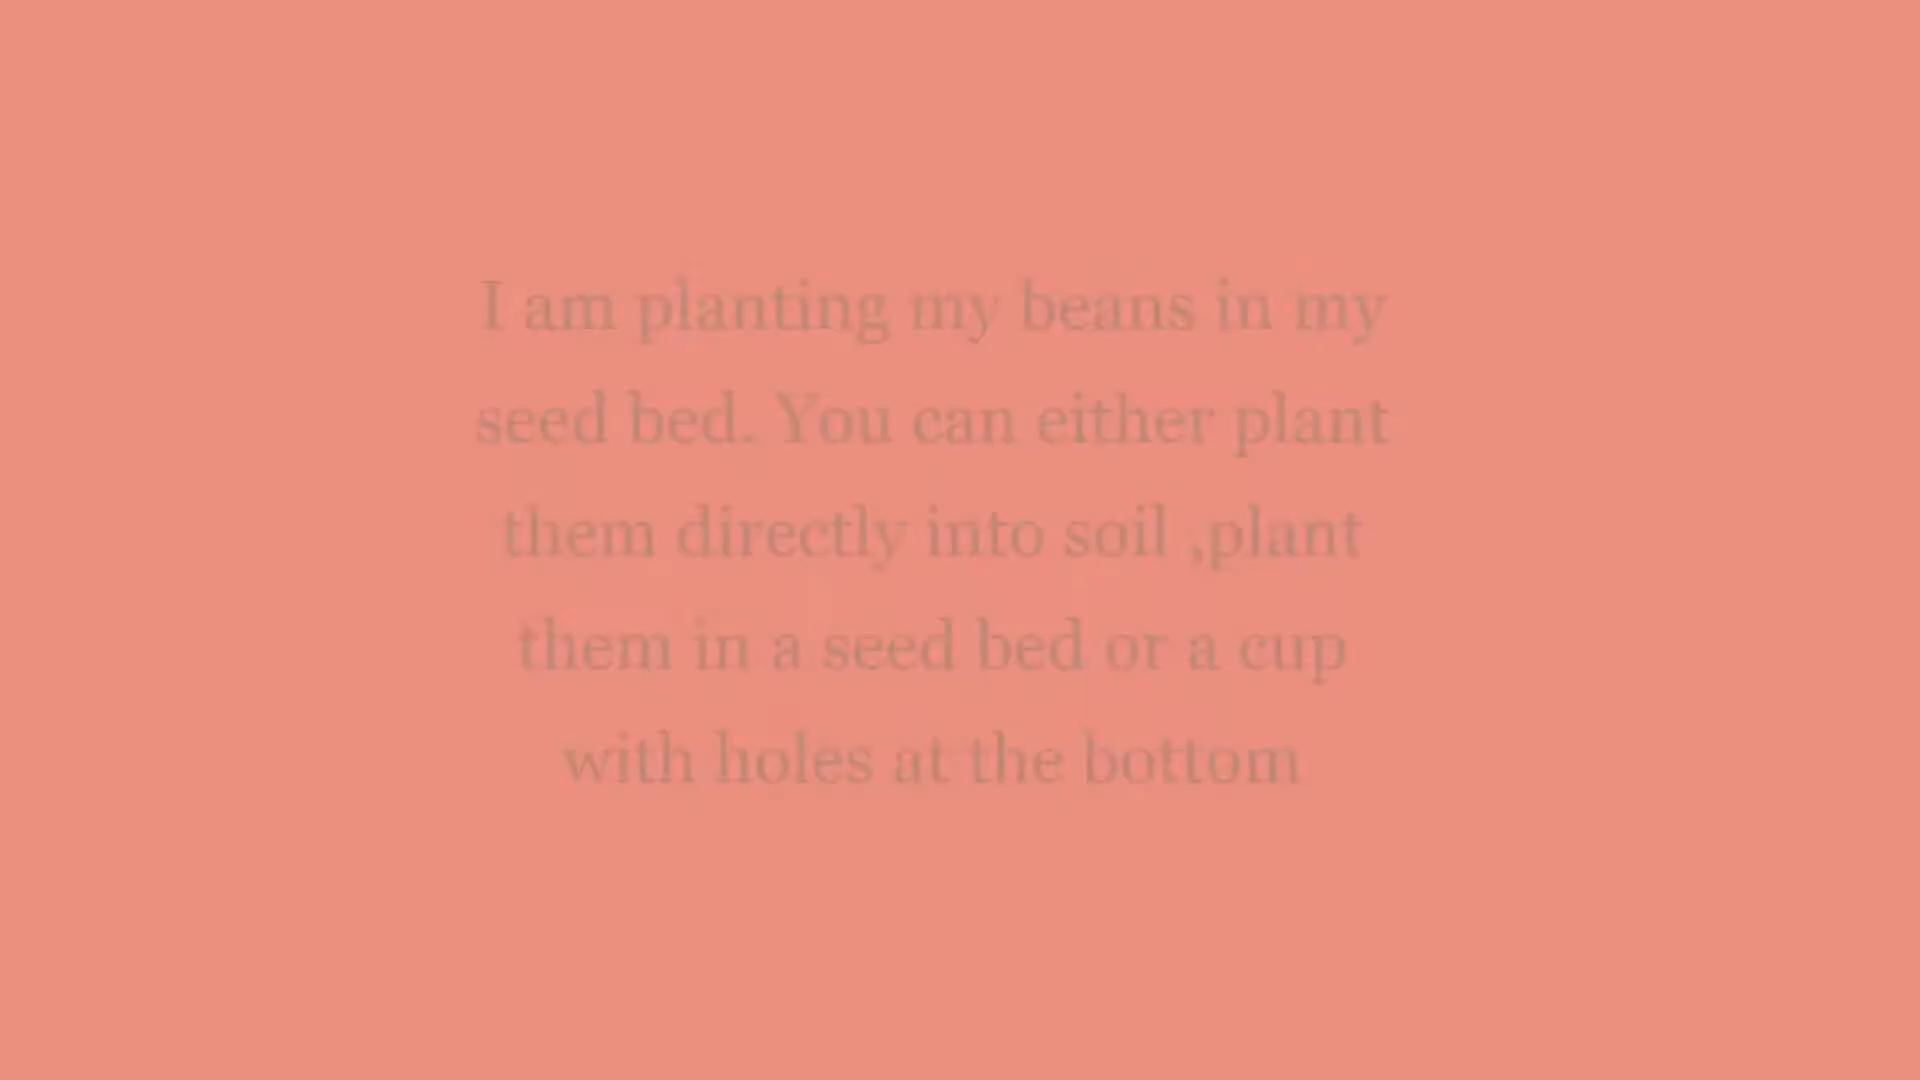 I am planting my beans in my
seed bed. You can either plant
them directly into soil ,plant
them in a seed bed or a cup
with holes at the bottom